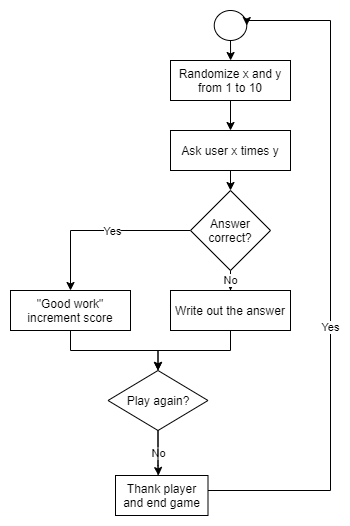 Randomize x and y
from 1 to 10
Ask user x times y
Answer
correct?
Yes
No
"Good work"
increment score
Write out the answer
Yes
Play again?
No
Thank player
and end game